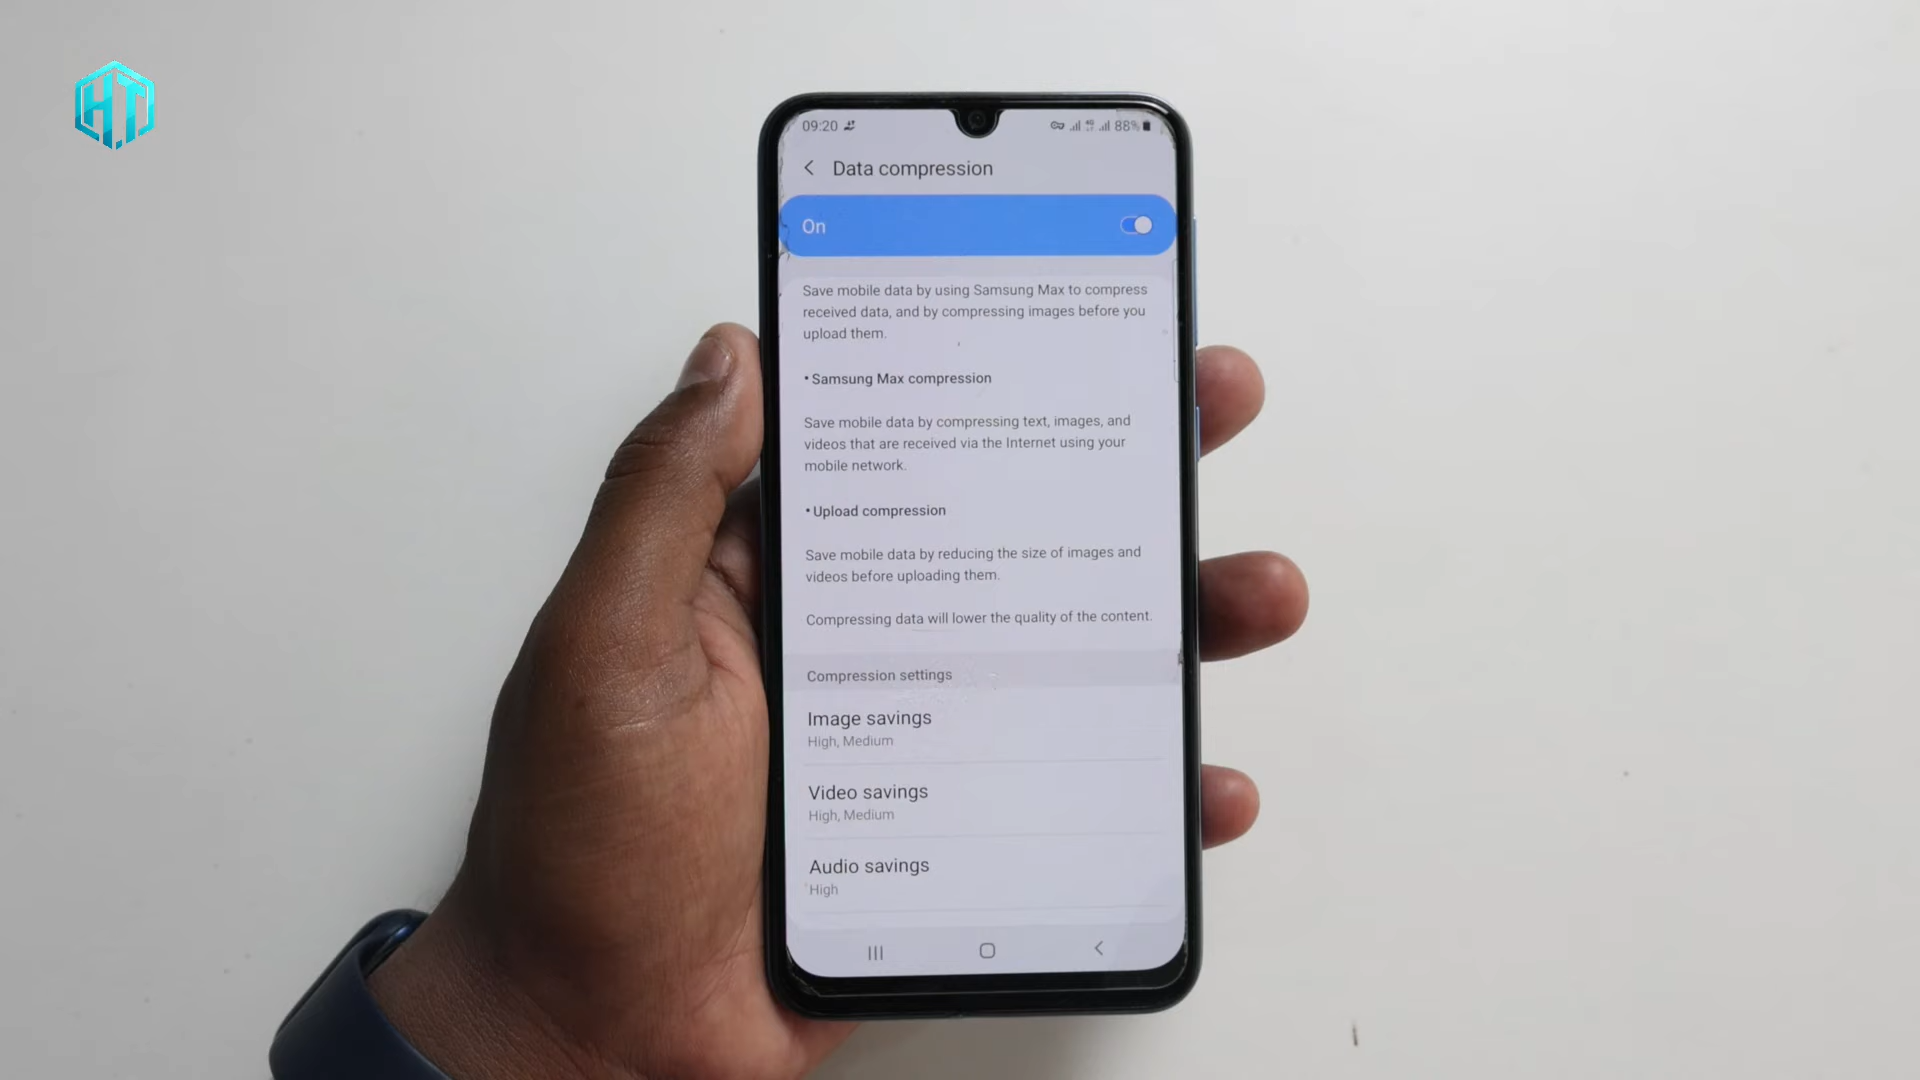 HT
09:20
88%
Data compression
On
Save mobile data by using Samsung Max to compress
received data, and by compressing images before you
upload them.
• Samsung Max compression
Save mobile data by compressing text, images, and
videos that are received via the Internet using your
mobile network.
• Upload compression
Save mobile data by reducing the size of images and
videos before uploading them.
Compressing data will lower the quality of the content.
Compression settings
Image savings
High, Medium
Video savings
High, Medium
Audio savings
High